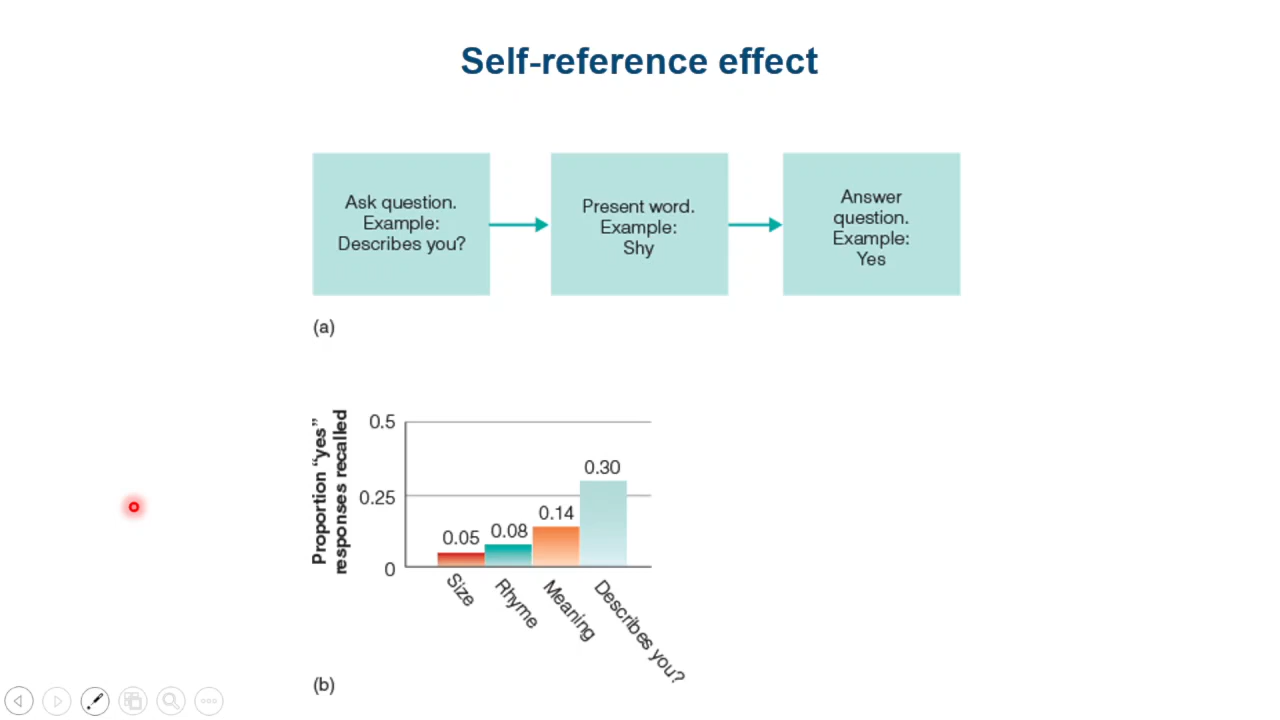 Self-reference effect
Ask question.
Example:
Describes you?
Present word.
Example:
Shy
Answer
question.
Example:
Yes
(a)
Proportion “yes”
responses recalled
0.5
0.25
0
0.05
0.08
0.14
0.30
Size
Rhyme
Meaning
Describes you?
(b)